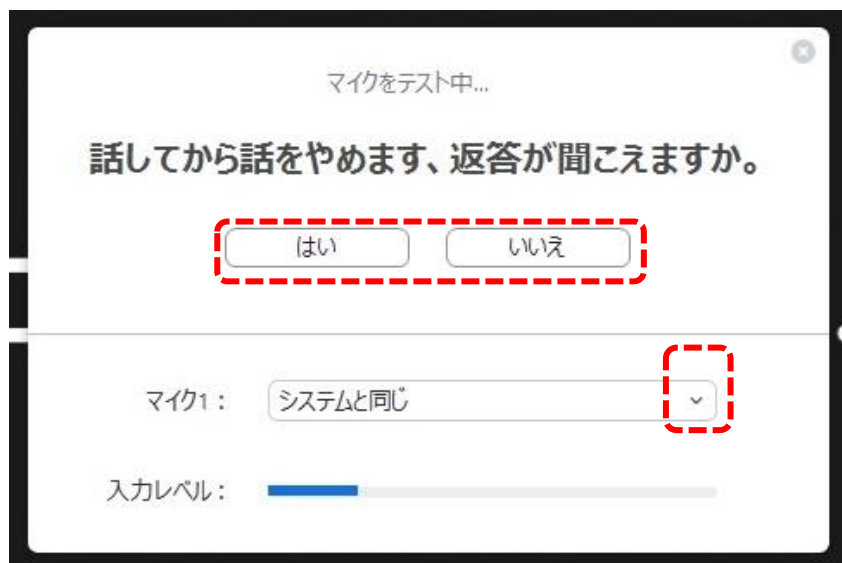 マイクをテスト中...
話してから話をやめます、返答が聞こえますか。
はい
いいえ
マイク1：
システムと同じ
入力レベル：